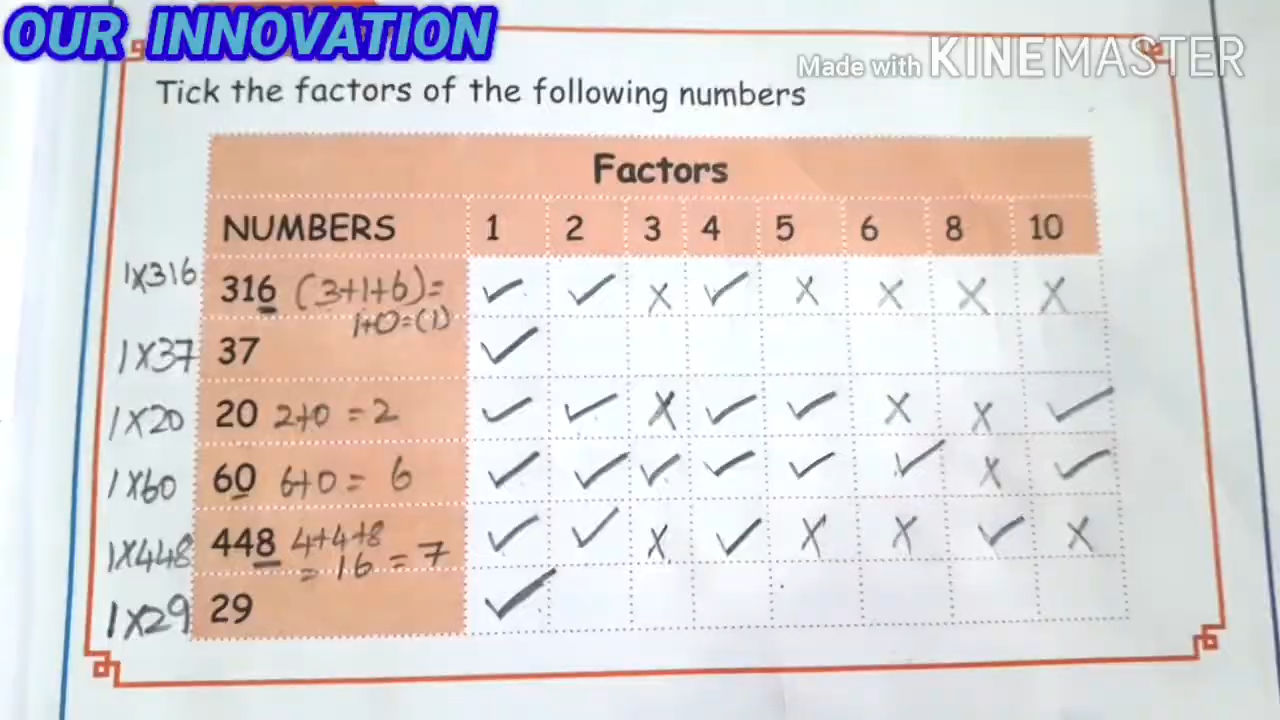 OUR INNOVATION
Made with KINEMASTER
Tick the factors of the following numbers
Factors
NUMBERS 1 2 3 4 5 6 8 10
1X316 316 (3+1+6)= ✓ ✓ X ✓ X X X X
1+0=(1)
1X37 37 ✓
1X20 20 2+0 = 2 ✓ ✓ X ✓ ✓ X X ✓
1X60 60 6+0 = 6 ✓ ✓ ✓ ✓ ✓ ✓ X ✓
1X448 448 4+4+8 ✓ ✓ X ✓ X X ✓ X
= 16 = 7
1X29 29 ✓